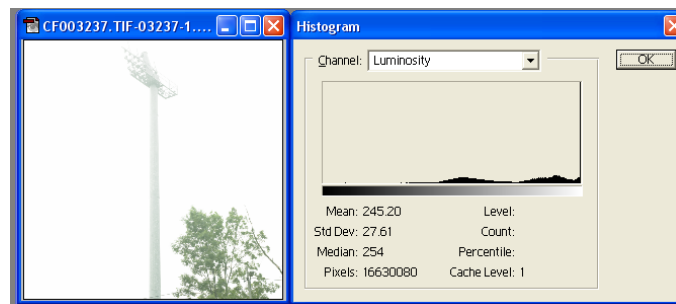 CF003237.TIF-03237-1....
Histogram
Channel: Luminosity
OK
Mean: 245.20
Level:
Std Dev: 27.61
Count:
Median: 254
Percentile:
Pixels: 16630080
Cache Level: 1